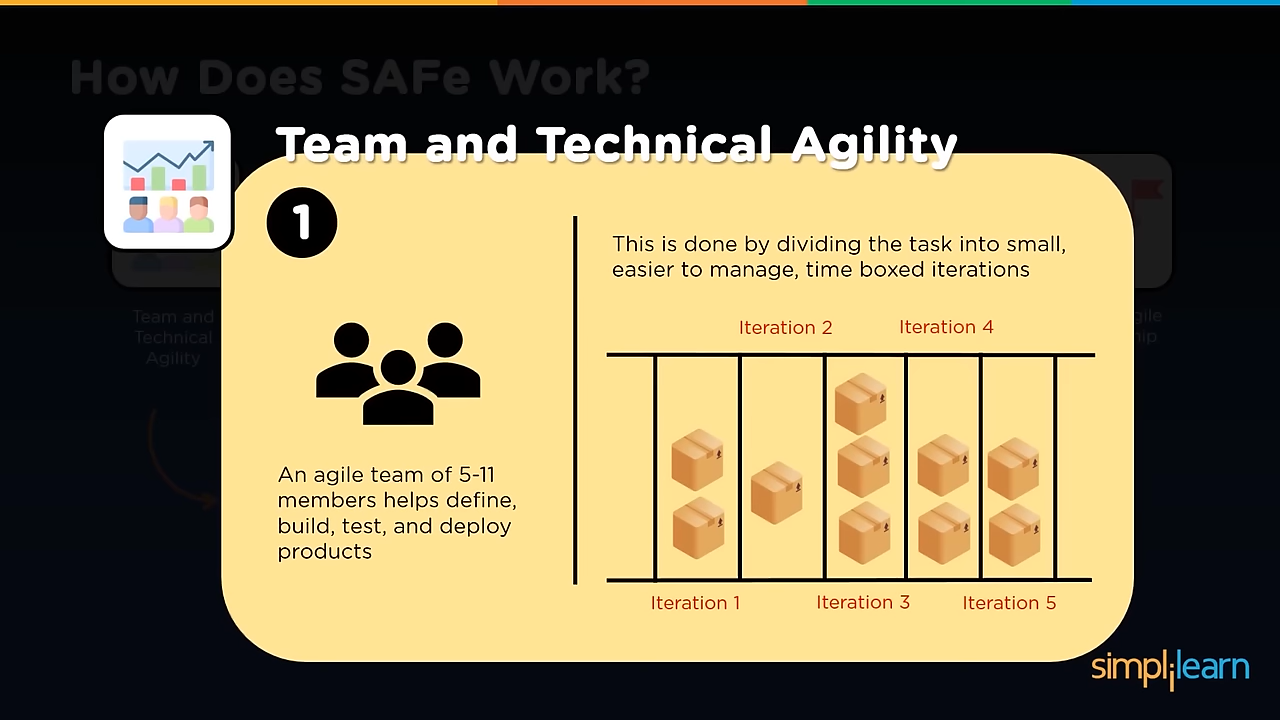 How Does SAFe Work?
Team and Technical Agility
1
An agile team of 5-11
members helps define,
build, test, and deploy
products
This is done by dividing the task into small,
easier to manage, time boxed iterations
Iteration 2
Iteration 4
Iteration 1
Iteration 3
Iteration 5
Team and
Technical
Agility
simplilearn